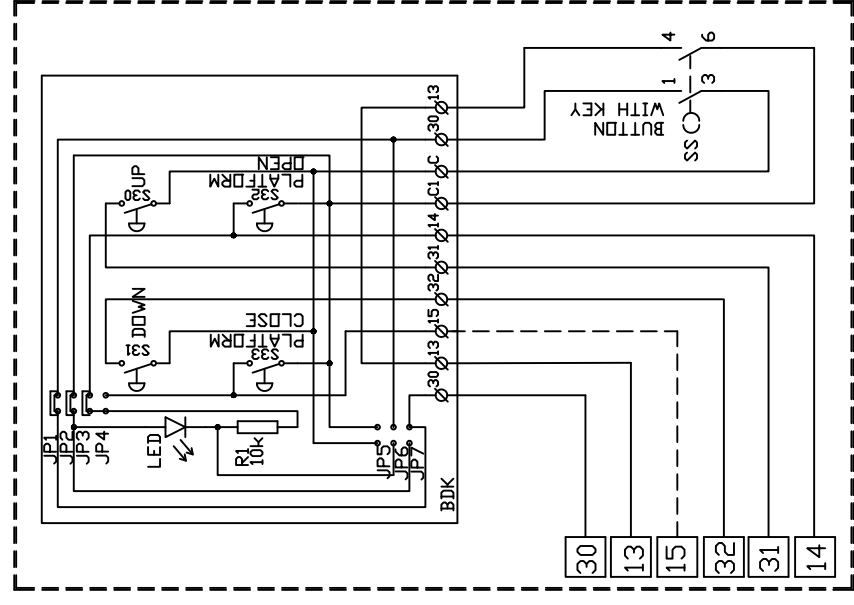 4
6
1
3
BUTTON
WITH KEY
SS
13
30
C
C1
14
31
32
15
13
30
UP
S30
PLATFORM
OPEN
S32
DOWN
S31
PLATFORM
CLOSE
S33
JP1
JP2
JP3
JP4
LED
R1
10k
JP5
JP6
JP7
BDK
30
13
15
32
31
14